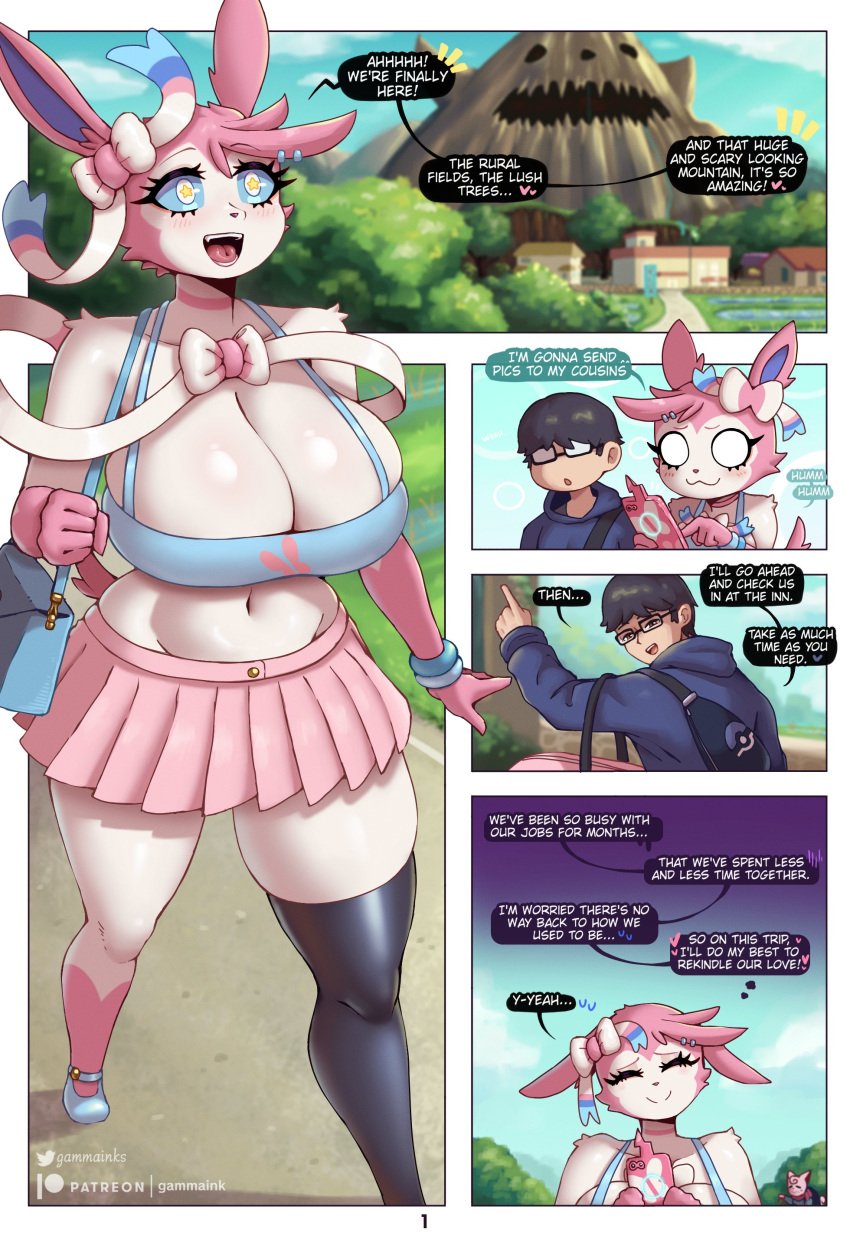 AHHHHH!
WE'RE FINALLY
HERE!
THE RURAL
FIELDS, THE LUSH
TREES...
AND THAT HUGE
AND SCARY LOOKING
MOUNTAIN, IT'S SO
AMAZING!
I'M GONNA SEND
PICS TO MY COUSINS
HUMM
HUMM
THEN...
I'LL GO AHEAD
AND CHECK US
IN AT THE INN.
TAKE AS MUCH
TIME AS YOU
NEED.
WE'VE BEEN SO BUSY WITH
OUR JOBS FOR MONTHS...
THAT WE'VE SPENT LESS
AND LESS TIME TOGETHER.
I'M WORRIED THERE'S NO
WAY BACK TO HOW WE
USED TO BE...
SO ON THIS TRIP,
I'LL DO MY BEST TO
REKINDLE OUR LOVE!
Y-YEAH...
gammainks
PATREON | gammaink
1